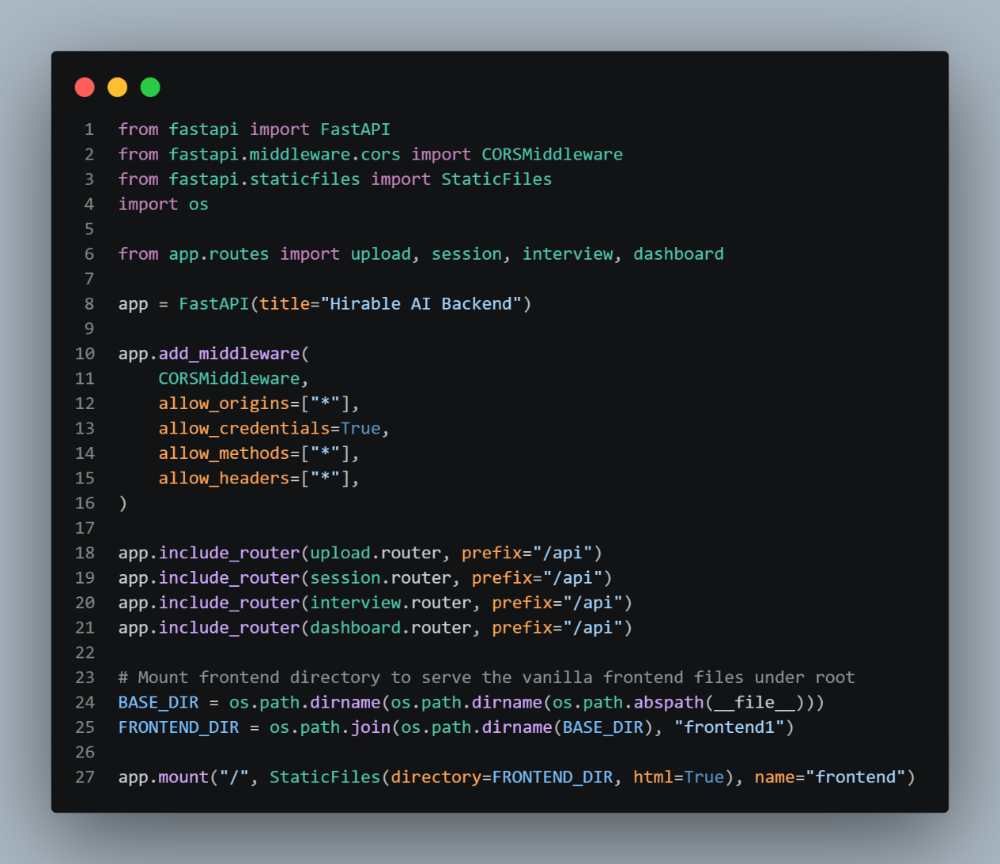 1 from fastapi import FastAPI
2 from fastapi.middleware.cors import CORSMiddleware
3 from fastapi.staticfiles import StaticFiles
4 import os
5
6 from app.routes import upload, session, interview, dashboard
7
8 app = FastAPI(title="Hirable AI Backend")
9
10 app.add_middleware(
11     CORSMiddleware,
12     allow_origins=["*"],
13     allow_credentials=True,
14     allow_methods=["*"],
15     allow_headers=["*"],
16 )
17
18 app.include_router(upload.router, prefix="/api")
19 app.include_router(session.router, prefix="/api")
20 app.include_router(interview.router, prefix="/api")
21 app.include_router(dashboard.router, prefix="/api")
22
23 # Mount frontend directory to serve the vanilla frontend files under root
24 BASE_DIR = os.path.dirname(os.path.dirname(os.path.abspath(__file__)))
25 FRONTEND_DIR = os.path.join(os.path.dirname(BASE_DIR), "frontend1")
26
27 app.mount("/", StaticFiles(directory=FRONTEND_DIR, html=True), name="frontend")